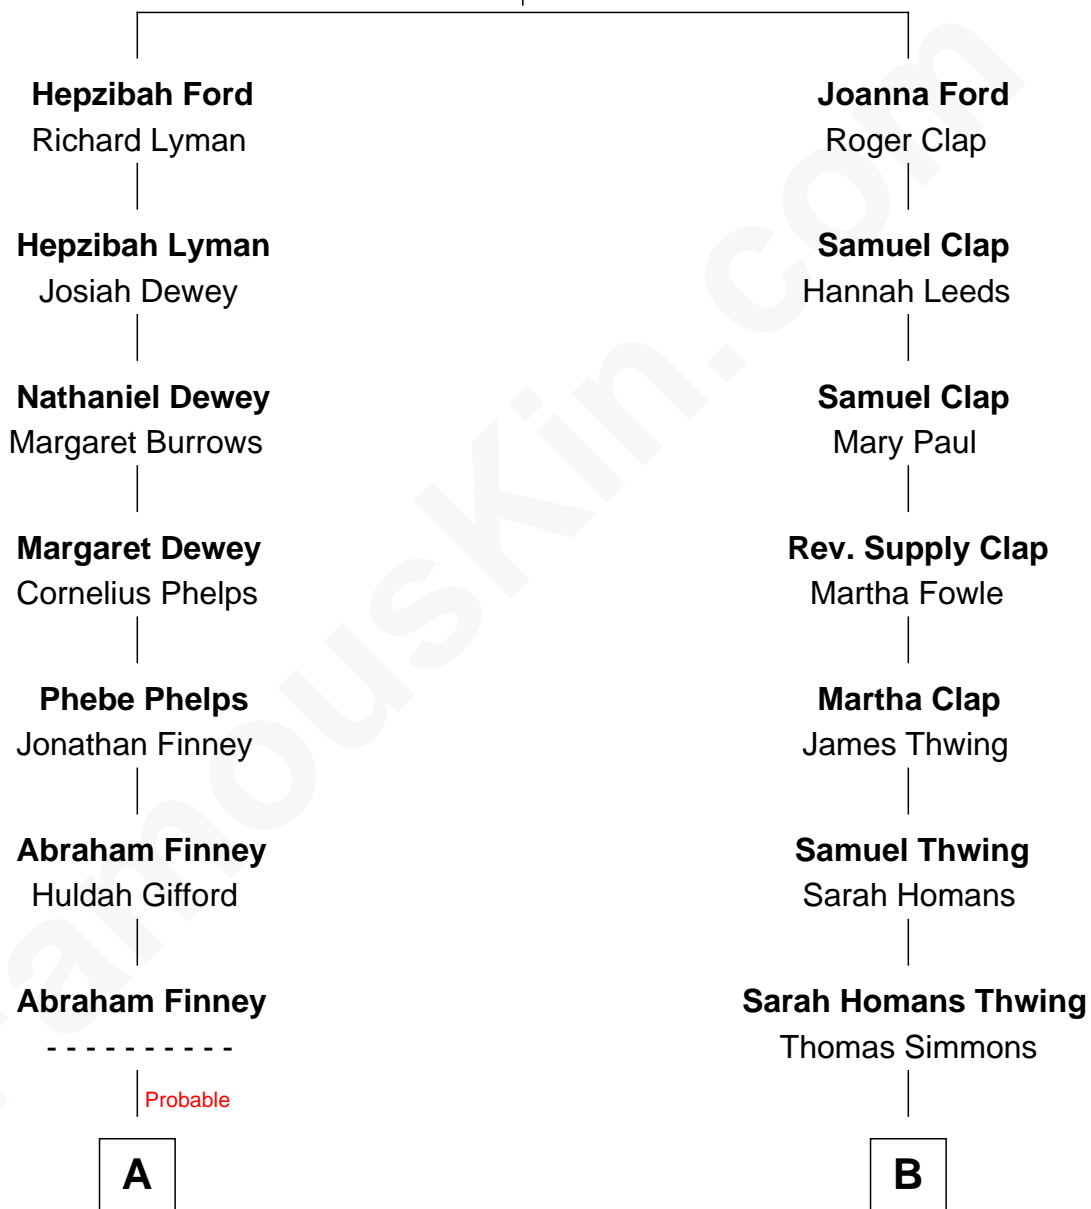 Hepzibah Ford
Richard Lyman
Hepzibah Lyman
Josiah Dewey
Nathaniel Dewey
Margaret Burrows
Margaret Dewey
Cornelius Phelps
Phebe Phelps
Jonathan Finney
Abraham Finney
Huldah Gifford
Abraham Finney
- - - - - - - - - -
Probable
A
Joanna Ford
Roger Clap
Samuel Clap
Hannah Leeds
Samuel Clap
Mary Paul
Rev. Supply Clap
Martha Fowle
Martha Clap
James Thwing
Samuel Thwing
Sarah Homans
Sarah Homans Thwing
Thomas Simmons
B
FamousKin.com